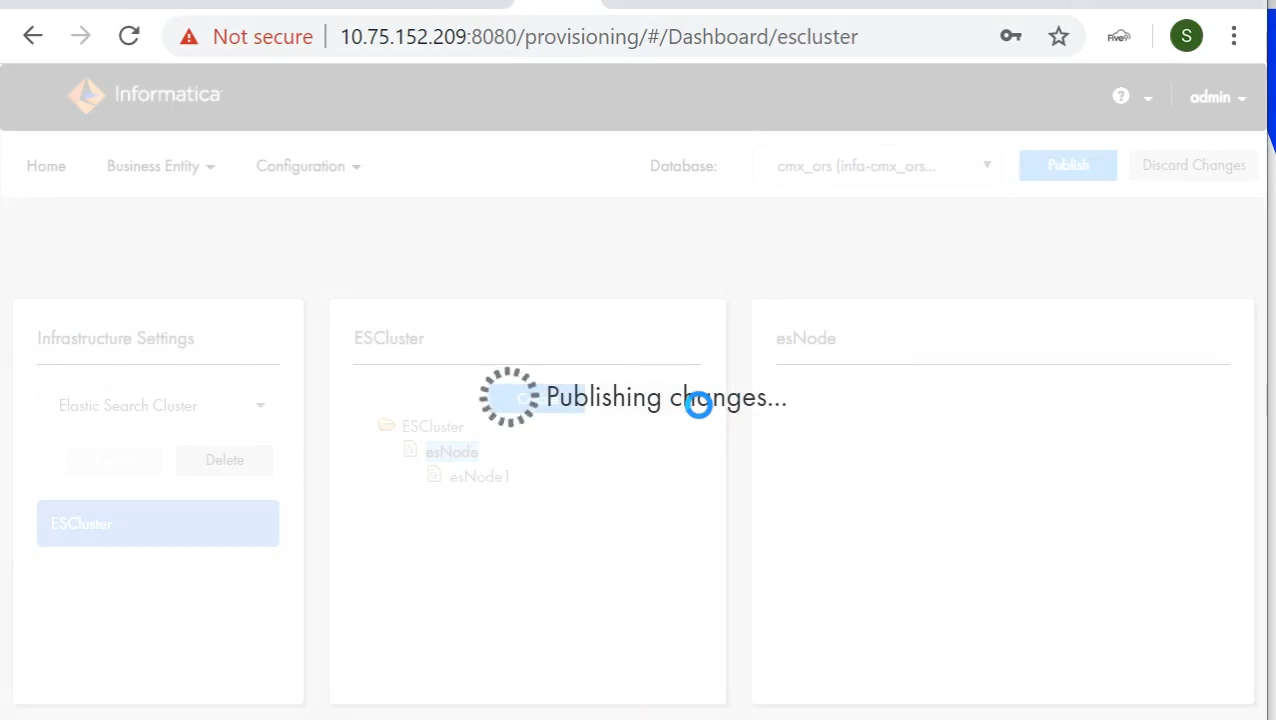 Not secure | 10.75.152.209:8080/provisioning/#/Dashboard/escluster Five9 S
Informatica ? admin
Home Business Entity Configuration Database: cmx_ors (infa-cmx_ors... Publish Discard Changes
Infrastructure Settings ESCluster esNode
Publishing changes...
Elastic Search Cluster
ESCluster
esNode
Delete
esNode1
ESCluster